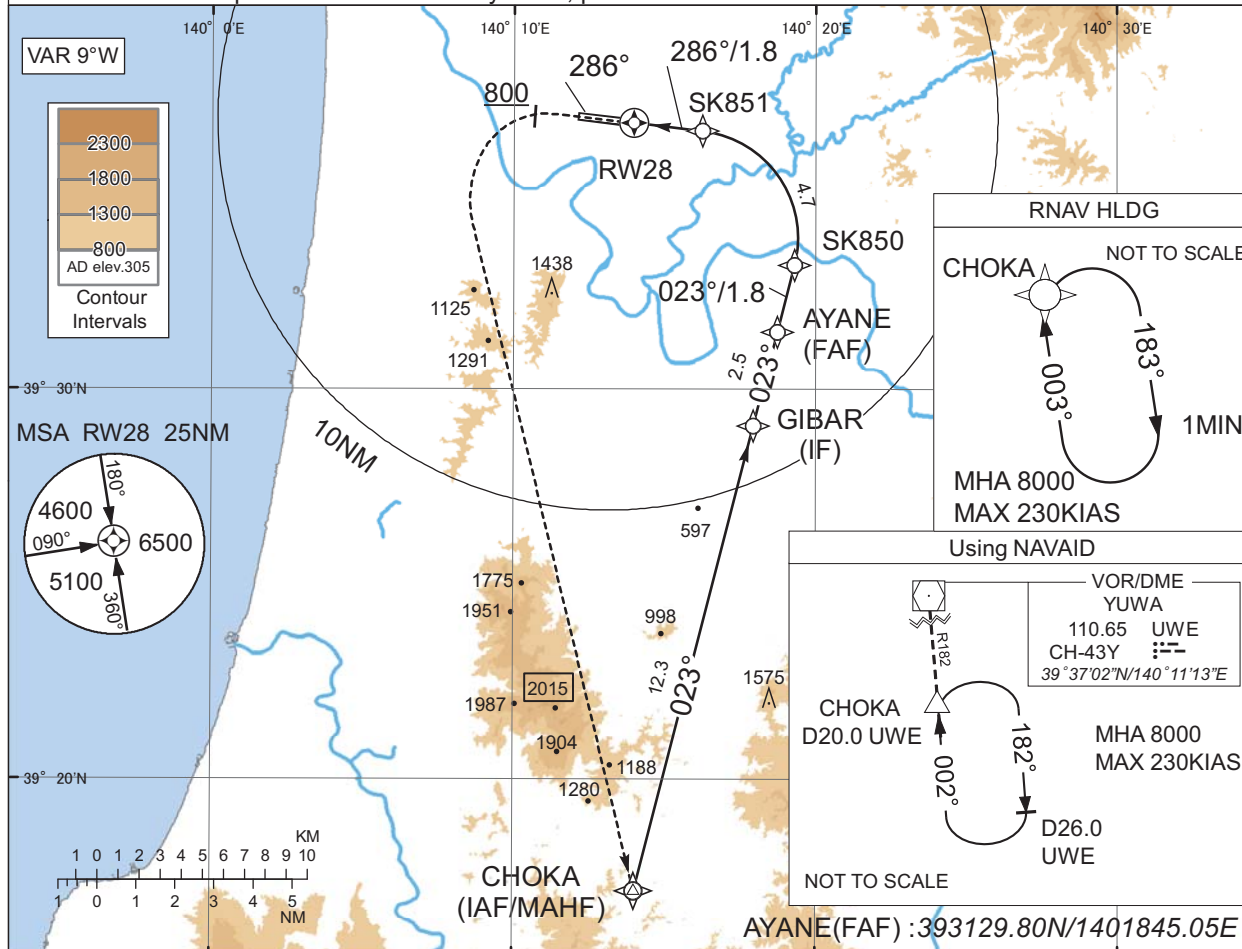 140° 0'E
140° 10'E
140° 20'E
140° 30'E
VAR 9°W
2300
1800
1300
800
AD elev.305
Contour
Intervals
286°
286°/1.8
800
SK851
RW28
4.7
SK850
1438
1125
1291
023°/1.8
AYANE
(FAF)
2.5
023°
39° 30'N
GIBAR
(IF)
10NM
MSA RW28 25NM
180°
4600
090°
6500
5100
360°
597
1775
1951
998
12.3
023°
1575
2015
1987
1904
1188
1280
39° 20'N
KM
1 0 1 2 3 4 5 6 7 8 9 10
1 0 1 2 3 4 5
NM
CHOKA
(IAF/MAHF)
RNAV HLDG
NOT TO SCALE
CHOKA
183°
003°
1MIN
MHA 8000
MAX 230KIAS
Using NAVAID
VOR/DME
YUWA
110.65 UWE
CH-43Y
39°37'02"N/140°11'13"E
R182
CHOKA
D20.0 UWE
182°
002°
MHA 8000
MAX 230KIAS
D26.0
UWE
NOT TO SCALE
AYANE(FAF) :393129.80N/1401845.05E